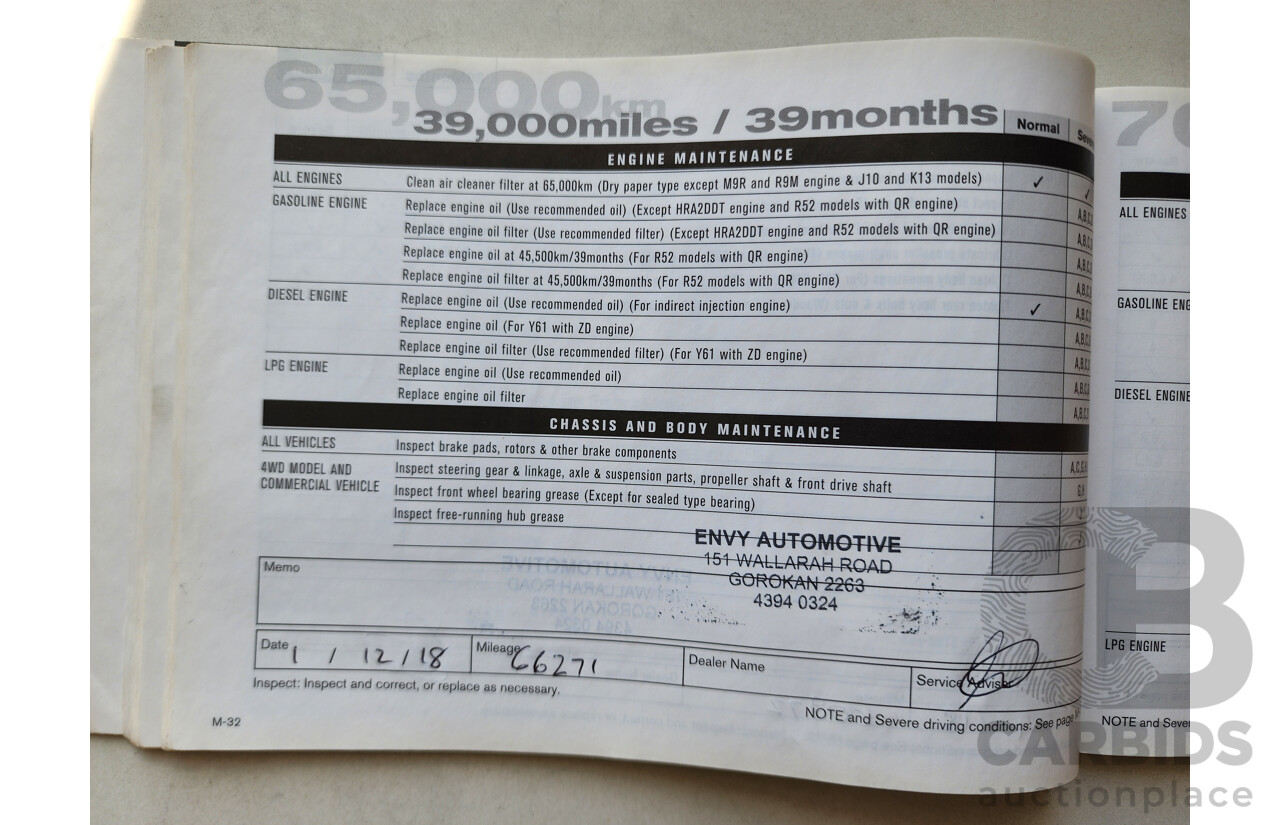 65,000km
39,000miles / 39months
Normal
ENGINE MAINTENANCE
ALL ENGINES Clean air cleaner filter at 65,000km (Dry paper type except M9R and R9M engine & J10 and K13 models) ✓ ✓
GASOLINE ENGINE Replace engine oil (Use recommended oil) (Except HRA2DDT engine and R52 models with QR engine)
Replace engine oil filter (Use recommended filter) (Except HRA2DDT engine and R52 models with QR engine)
Replace engine oil at 45,500km/39months (For R52 models with QR engine)
Replace engine oil filter at 45,500km/39months (For R52 models with QR engine)
DIESEL ENGINE Replace engine oil (Use recommended oil) (For indirect injection engine) ✓
Replace engine oil (For Y61 with ZD engine)
Replace engine oil filter (Use recommended filter) (For Y61 with ZD engine)
LPG ENGINE Replace engine oil (Use recommended oil)
Replace engine oil filter
CHASSIS AND BODY MAINTENANCE
ALL VEHICLES Inspect brake pads, rotors & other brake components
4WD MODEL AND COMMERCIAL VEHICLE Inspect steering gear & linkage, axle & suspension parts, propeller shaft & front drive shaft
Inspect front wheel bearing grease (Except for sealed type bearing)
Inspect free-running hub grease
ENVY AUTOMOTIVE
151 WALLARAH ROAD
GOROKAN 2263
4394 0324
Memo
Date 1 / 12 / 18 Mileage 66271 Dealer Name Service Advisor
Inspect: Inspect and correct, or replace as necessary.
NOTE and Severe driving conditions: See page
M-32
ALL ENGINES
GASOLINE ENG
DIESEL ENGINE
LPG ENGINE
NOTE and Sever
CARBIDS
auctionplace